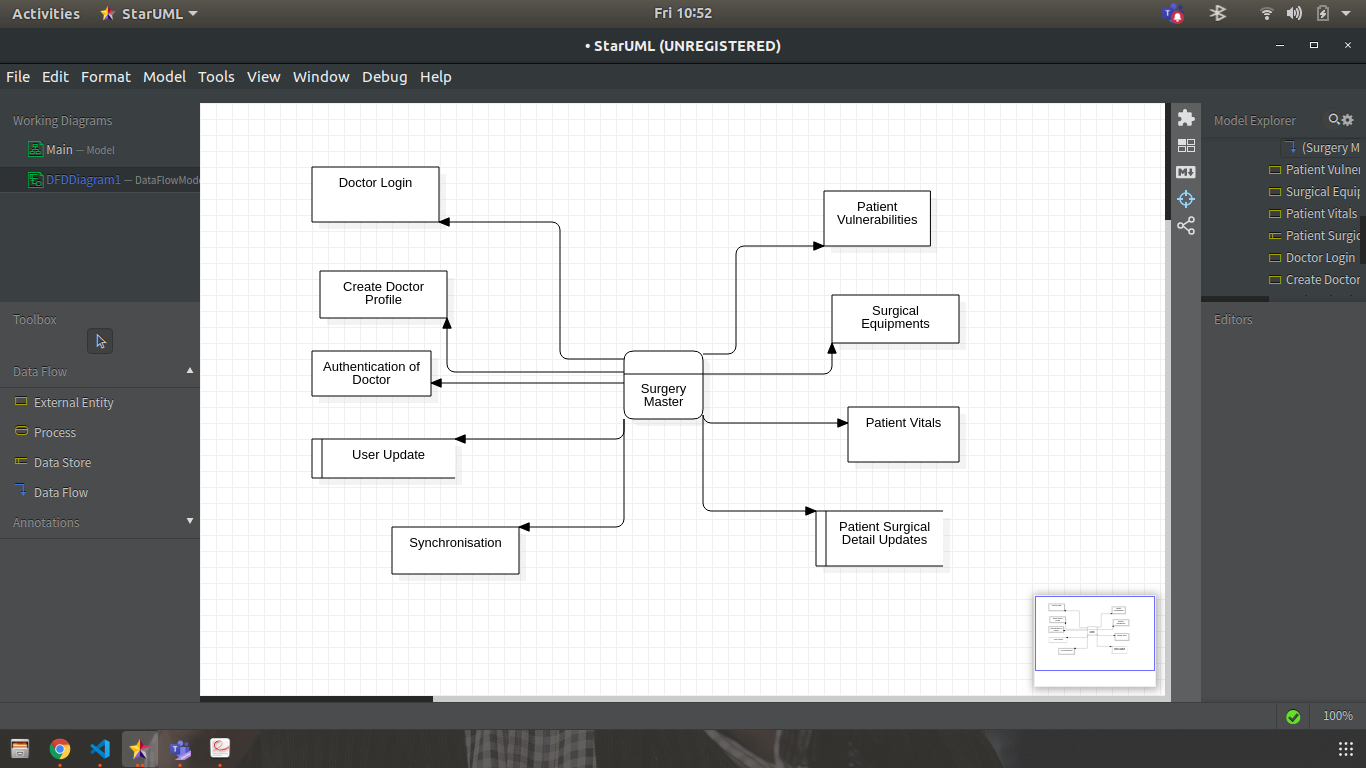 Activities
StarUML
Fri 10:52
• StarUML (UNREGISTERED)
File Edit Format Model Tools View Window Debug Help
Working Diagrams
Main — Model
DFDDiagram1 — DataFlowMode
Toolbox
Data Flow
External Entity
Process
Data Store
Data Flow
Annotations
Doctor Login
Create Doctor
Profile
Authentication of
Doctor
User Update
Synchronisation
Surgery
Master
Patient
Vulnerabilities
Surgical
Equipments
Patient Vitals
Patient Surgical
Detail Updates
M
Model Explorer
(Surgery M
Patient Vulner
Surgical Equip
Patient Vitals
Patient Surgic
Doctor Login
Create Doctor
Editors
100%